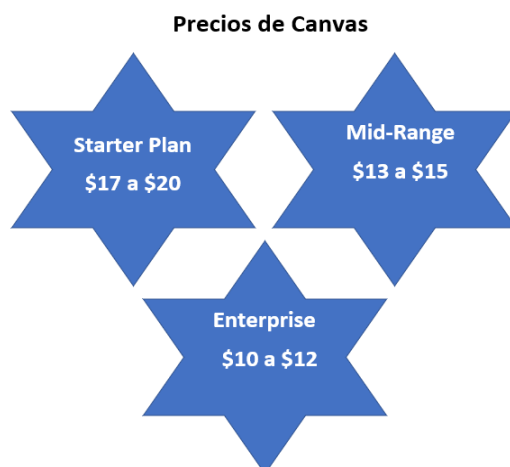 Precios de Canvas
Starter Plan
$17 a $20
Mid-Range
$13 a $15
Enterprise
$10 a $12